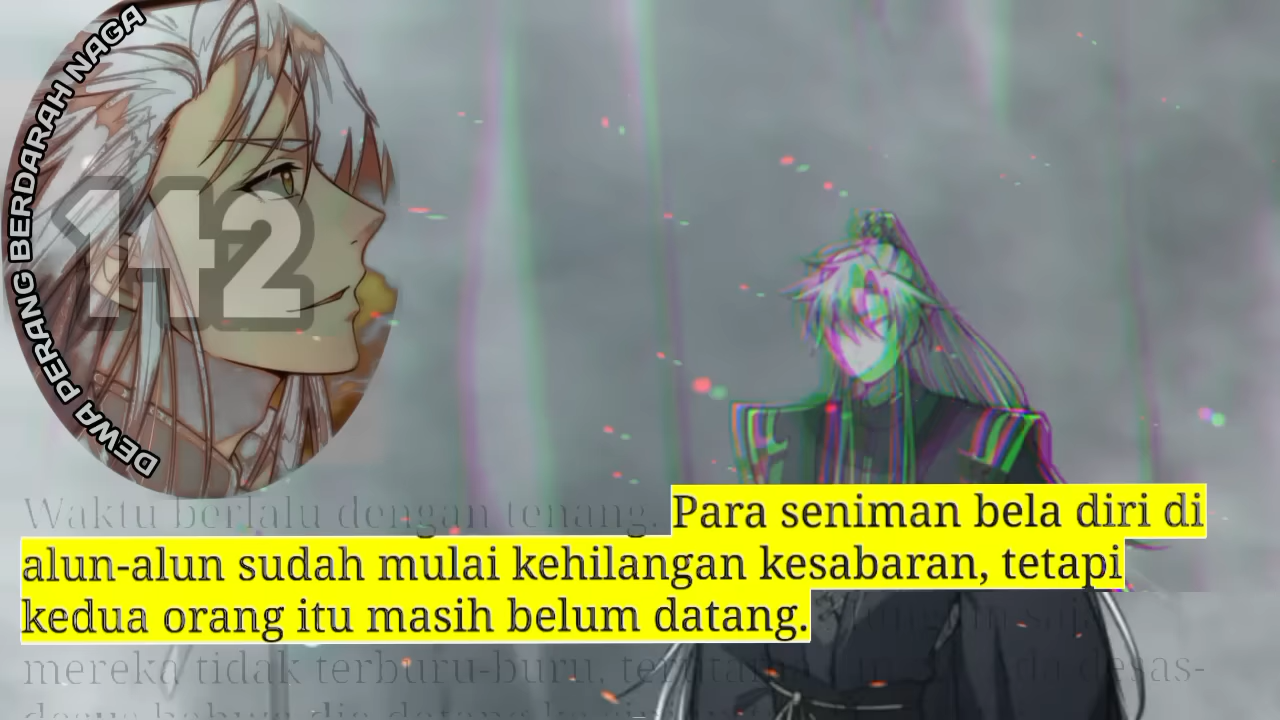 DEWA PERANG BERDARAH NAGA
142
Waktu berlalu dengan tenang. Para seniman bela diri di
alun-alun sudah mulai kehilangan kesabaran, tetapi
kedua orang itu masih belum datang.
mereka tidak terburu-buru,